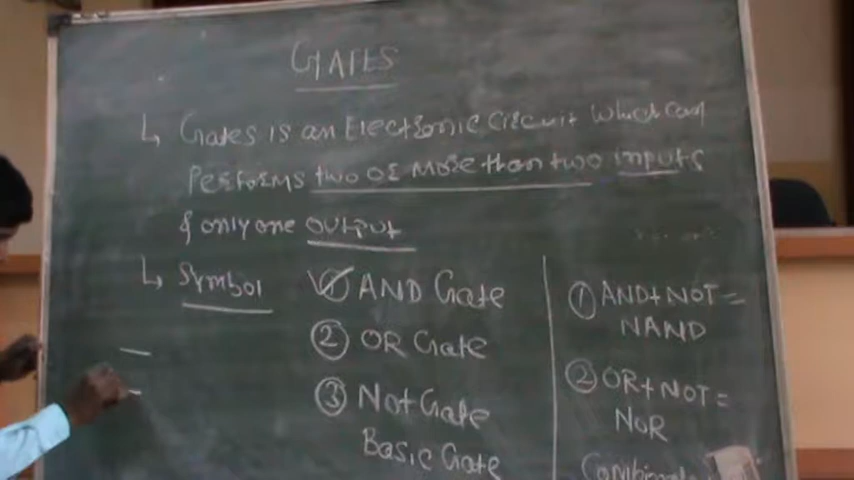 GATES
↳ Gates is an Electronic Circuit which can
Performs two or more than two inputs
& only one output
↳ Symbol
① AND Gate
② OR Gate
③ Not Gate
Basic Gate
① AND + NOT =
NAND
② OR + NOT =
NOR